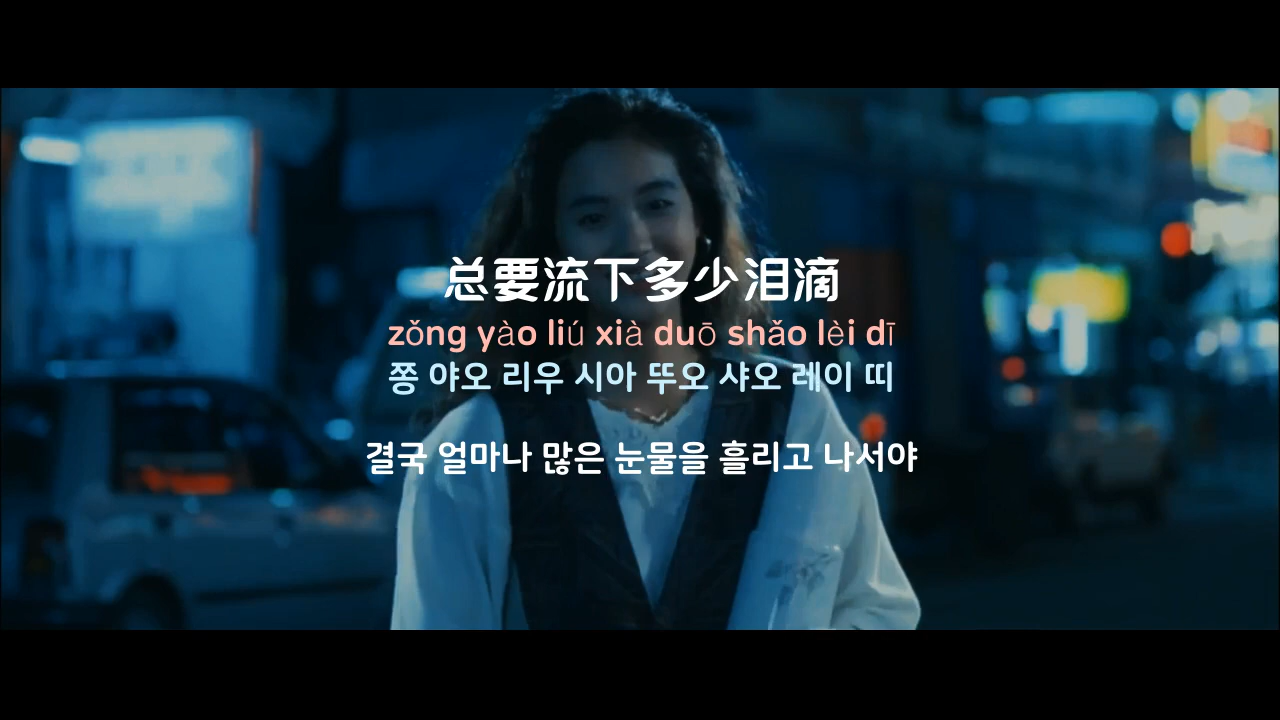 总要流下多少泪滴
zǒng yào liú xià duō shǎo lèi dī
쫑 야오 리우 시아 뚜오 샤오 레이 띠
결국 얼마나 많은 눈물을 흘리고 나서야